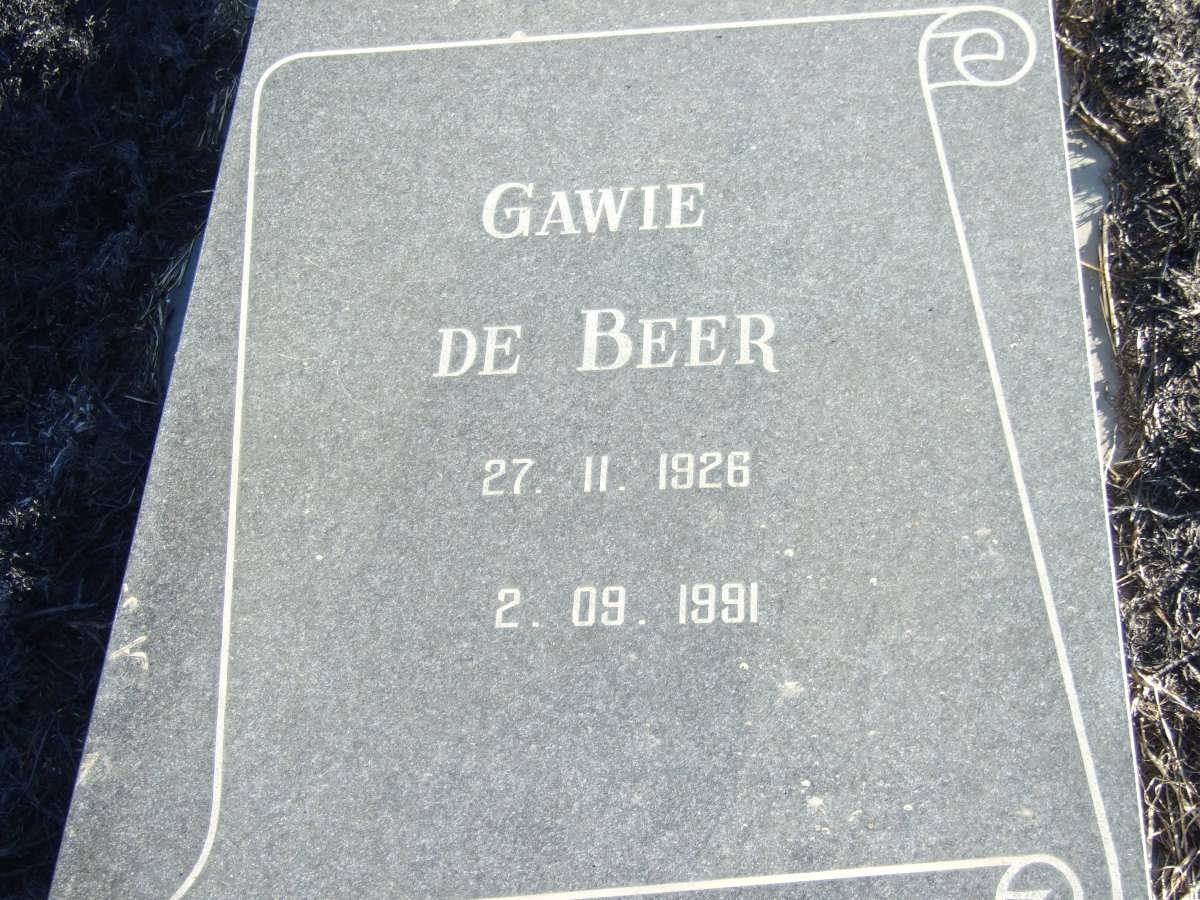 GAWIE
DE BEER
27. 11. 1926
2. 09. 1991